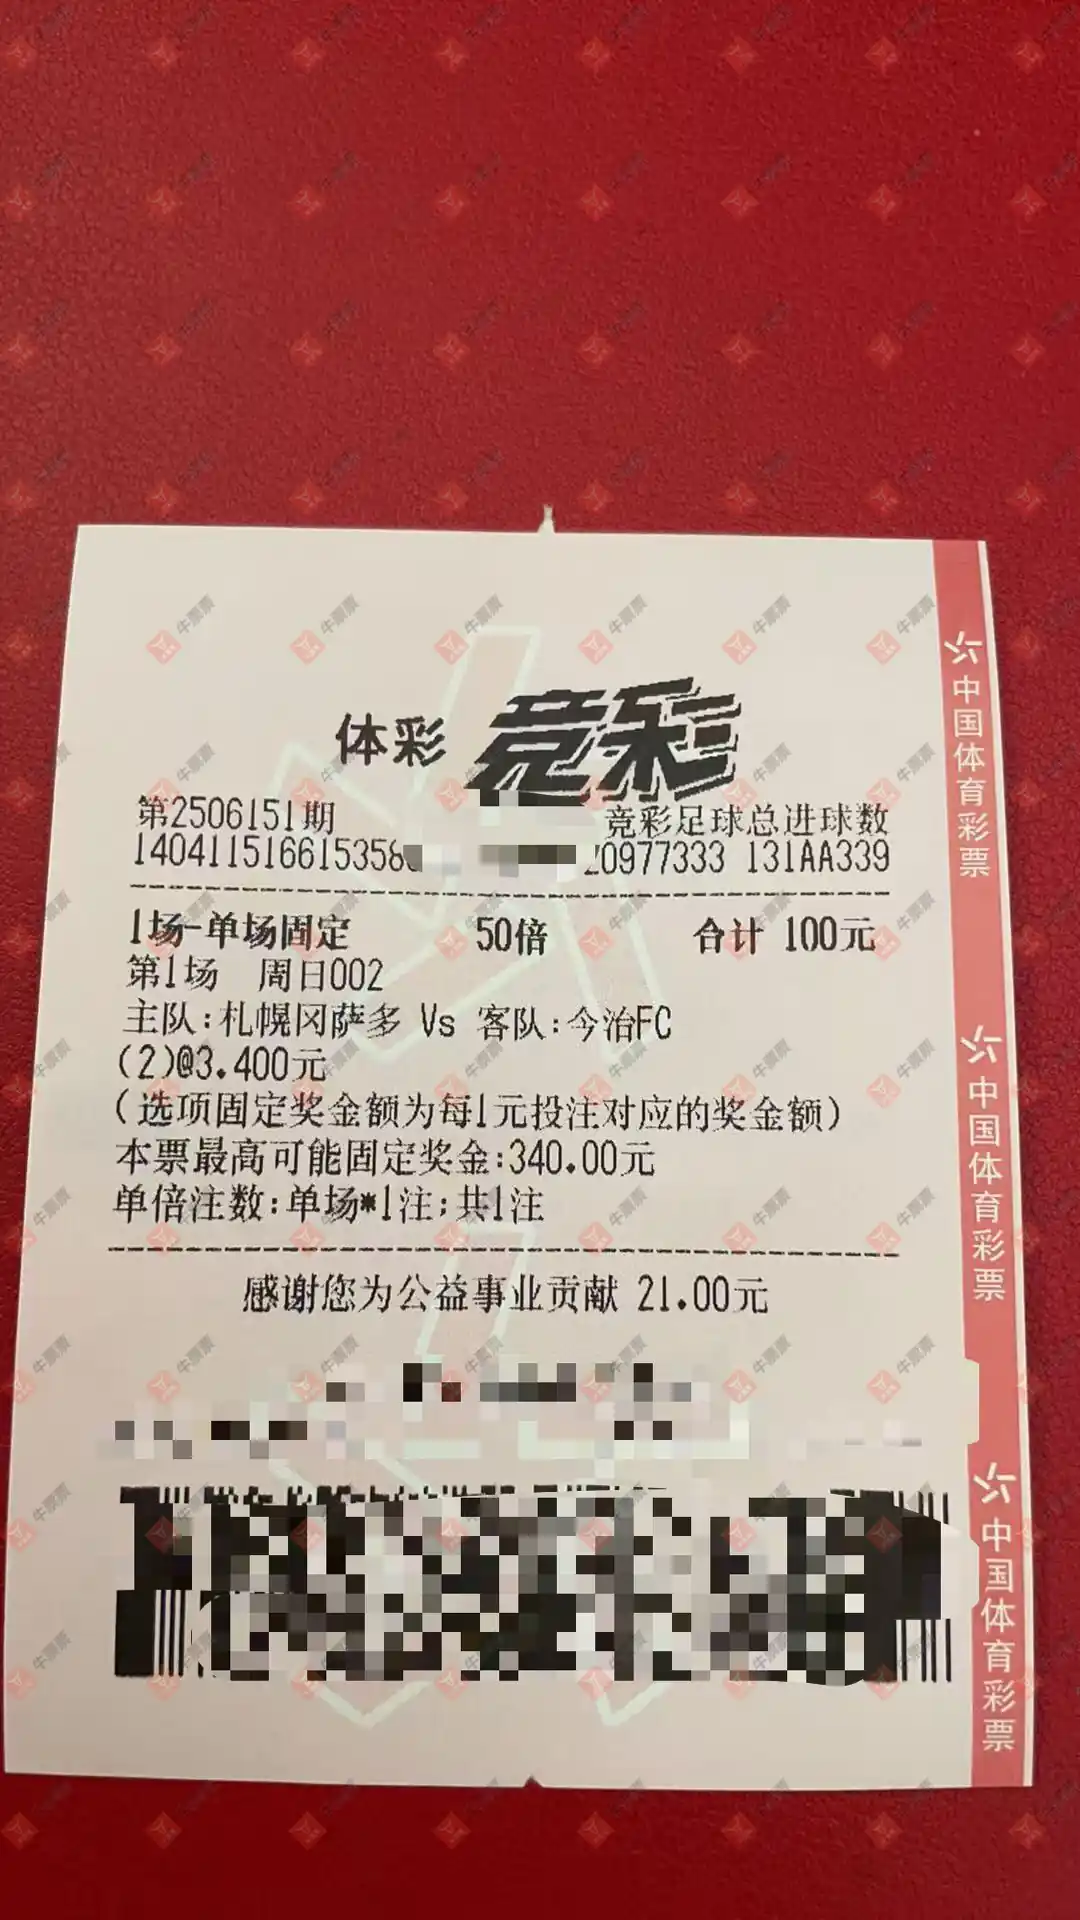 体彩 竞彩
第2506151期 竞彩足球总进球数
14041151661535 20977333 131AA339
1场-单场固定 50倍 合计 100元
第1场 周日002
主队:札幌冈萨多 Vs 客队:今治FC
(2)@3.400元
(选项固定奖金额为每1元投注对应的奖金额)
本票最高可能固定奖金:340.00元
单倍注数:单场*1注;共1注
感谢您为公益事业贡献 21.00元
中国体育彩票
中国体育彩票
中国体育彩票
牛票票